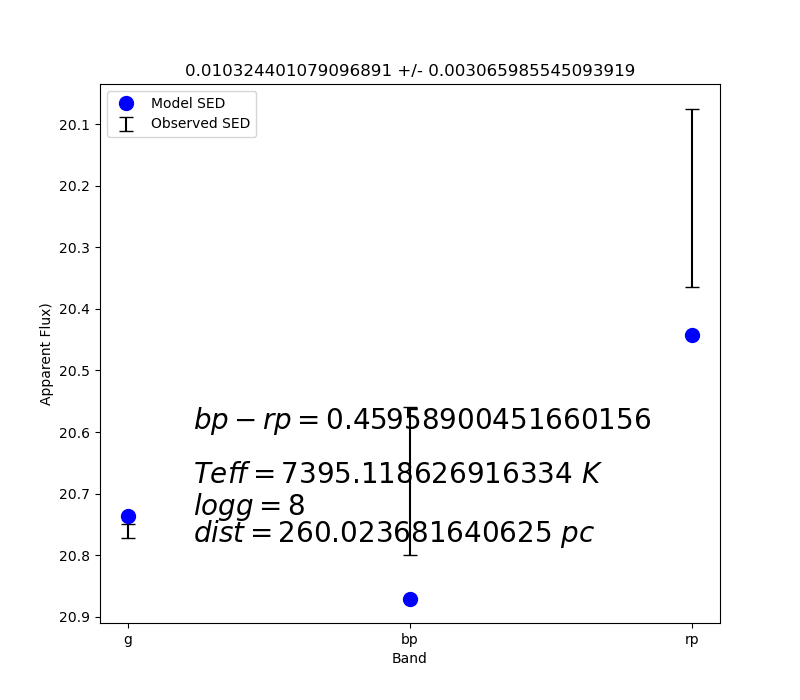 0.010324401079096891 +/- 0.003065985545093919
Model SED
Observed SED
20.1
20.2
20.3
20.4
20.5
20.6
20.7
20.8
20.9
Apparent Flux)
bp − rp = 0.45958900451660156
Teff = 7395.118626916334 K
logg = 8
dist = 260.023681640625 pc
g bp rp
Band